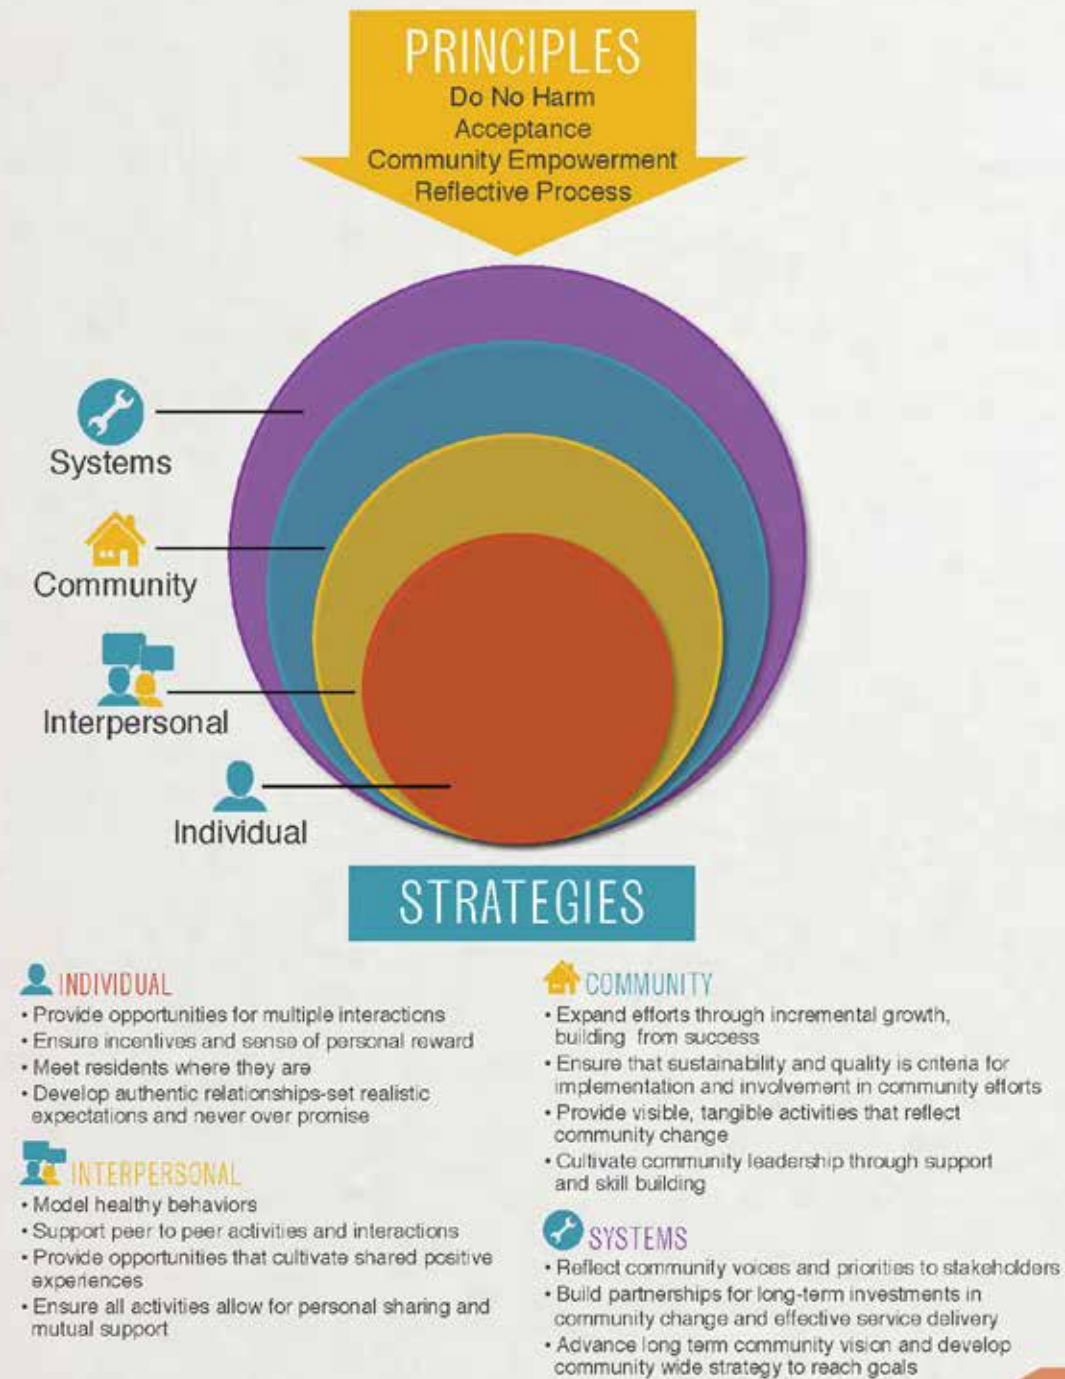 PRINCIPLES
Do No Harm
Acceptance
Community Empowerment
Reflective Process
Systems
Community
Interpersonal
Individual
STRATEGIES
INDIVIDUAL
• Provide opportunities for multiple interactions
• Ensure incentives and sense of personal reward
• Meet residents where they are
• Develop authentic relationships-set realistic
expectations and never over promise
INTERPERSONAL
• Model healthy behaviors
• Support peer to peer activities and interactions
• Provide opportunities that cultivate shared positive
experiences
• Ensure all activities allow for personal sharing and
mutual support
COMMUNITY
• Expand efforts through incremental growth,
building from success
• Ensure that sustainability and quality is criteria for
implementation and involvement in community efforts
• Provide visible, tangible activities that reflect
community change
• Cultivate community leadership through support
and skill building
SYSTEMS
• Reflect community voices and priorities to stakeholders
• Build partnerships for long-term investments in
community change and effective service delivery
• Advance long term community vision and develop
community wide strategy to reach goals